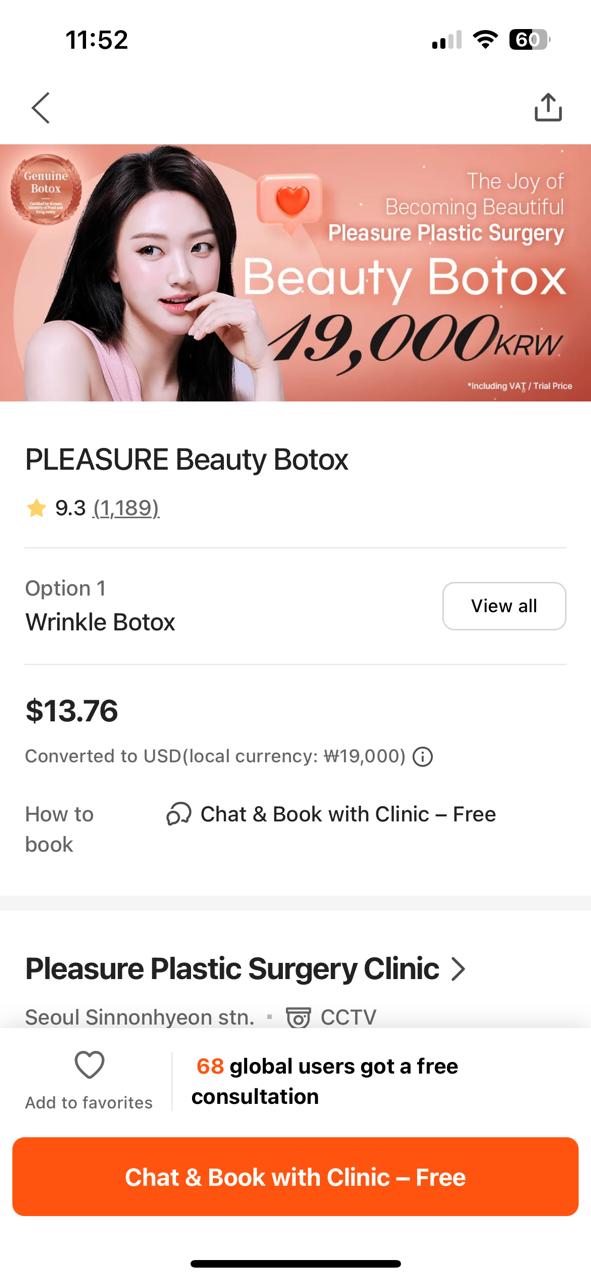 11:52
60
Genuine
Botox
The Joy of
Becoming Beautiful
Pleasure Plastic Surgery
Beauty Botox
19,000KRW
*Including VAT / Trial Price
PLEASURE Beauty Botox
9.3 (1,189)
Option 1
Wrinkle Botox
View all
$13.76
Converted to USD(local currency: ₩19,000)
How to
book
Chat & Book with Clinic – Free
Pleasure Plastic Surgery Clinic
Seoul Sinnonhyeon stn. CCTV
Add to favorites
68 global users got a free
consultation
Chat & Book with Clinic – Free